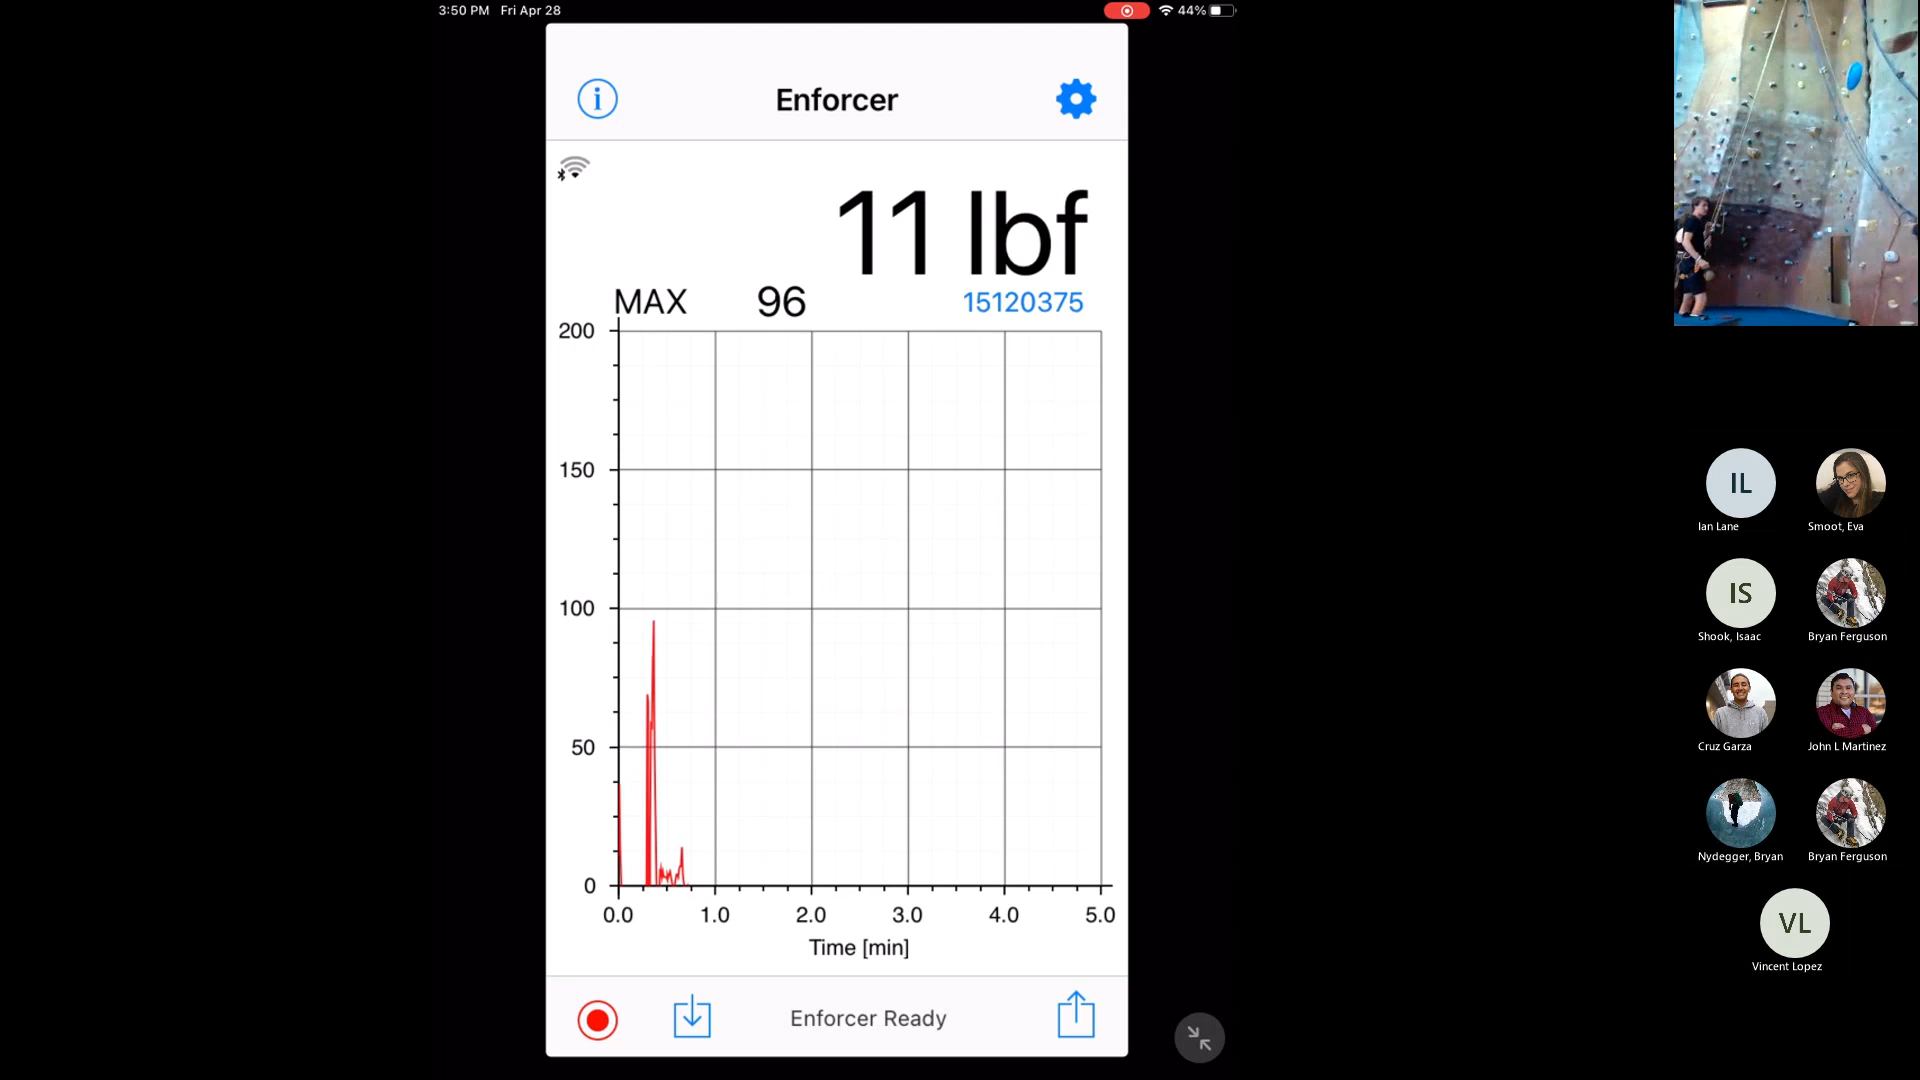 3:50 PM Fri Apr 28
44%
i
Enforcer
11 lbf
MAX 96 15120375
200
150
100
50
0
0.0 1.0 2.0 3.0 4.0 5.0
Time [min]
Enforcer Ready
IL
Ian Lane Smoot, Eva
IS
Shook, Isaac Bryan Ferguson
Cruz Garza John L Martinez
Nydegger, Bryan Bryan Ferguson
VL
Vincent Lopez